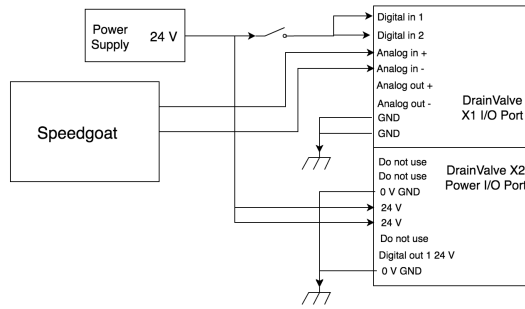 Power
Supply
24 V
Speedgoat
Digital in 1
Digital in 2
Analog in +
Analog in -
Analog out +
Analog out -
GND
GND
DrainValve
X1 I/O Port
Do not use
Do not use
0 V GND
24 V
24 V
Do not use
Digital out 1 24 V
0 V GND
DrainValve X2
Power I/O Port